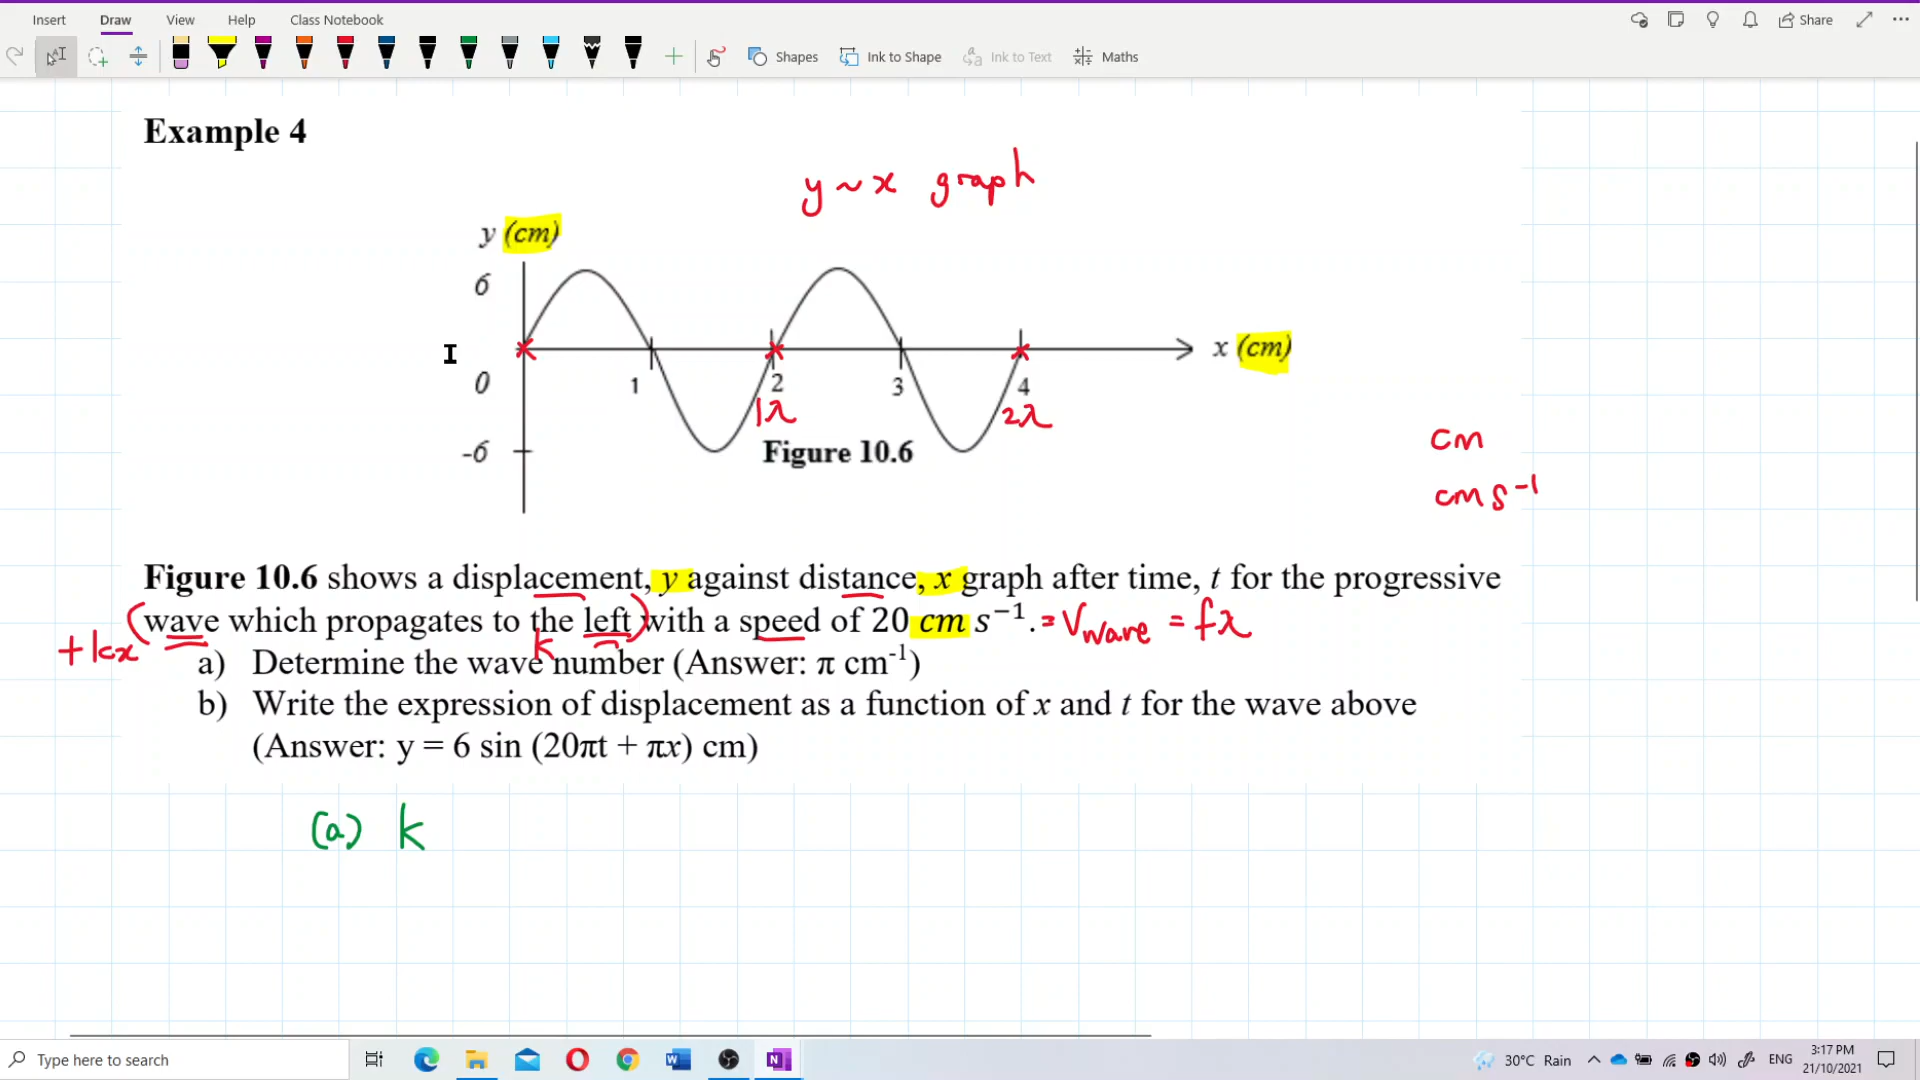 Insert Draw View Help Class Notebook Share
Shapes Ink to Shape Ink to Text Maths
Example 4
y ~ x graph
y (cm)
6
x (cm)
0
1 2 3 4
1λ 2λ
-6
Figure 10.6
cm
cm s⁻¹
Figure 10.6 shows a displacement, y against distance, x graph after time, t for the progressive
wave which propagates to the left with a speed of 20 cm s⁻¹. = Vwave = fλ
+kx
k
a) Determine the wave number (Answer: π cm⁻¹)
b) Write the expression of displacement as a function of x and t for the wave above
(Answer: y = 6 sin (20πt + πx) cm)
(a) k
Type here to search
30°C Rain ENG 3:17 PM
21/10/2021